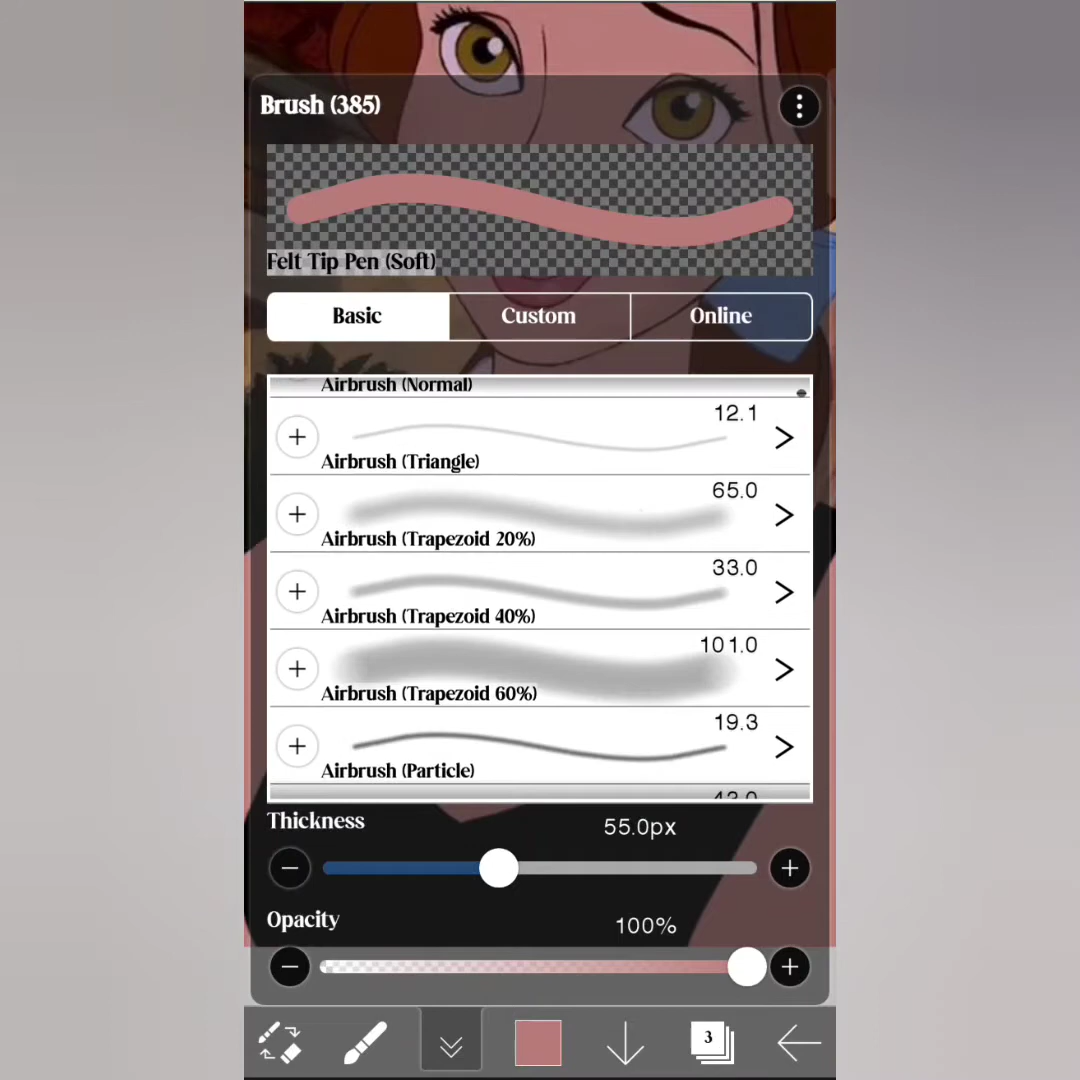 Brush (385)
Felt Tip Pen (Soft)
Basic
Custom
Online
Airbrush (Normal)
12.1
Airbrush (Triangle)
65.0
Airbrush (Trapezoid 20%)
33.0
Airbrush (Trapezoid 40%)
101.0
Airbrush (Trapezoid 60%)
19.3
Airbrush (Particle)
Thickness
55.0px
Opacity
100%
3